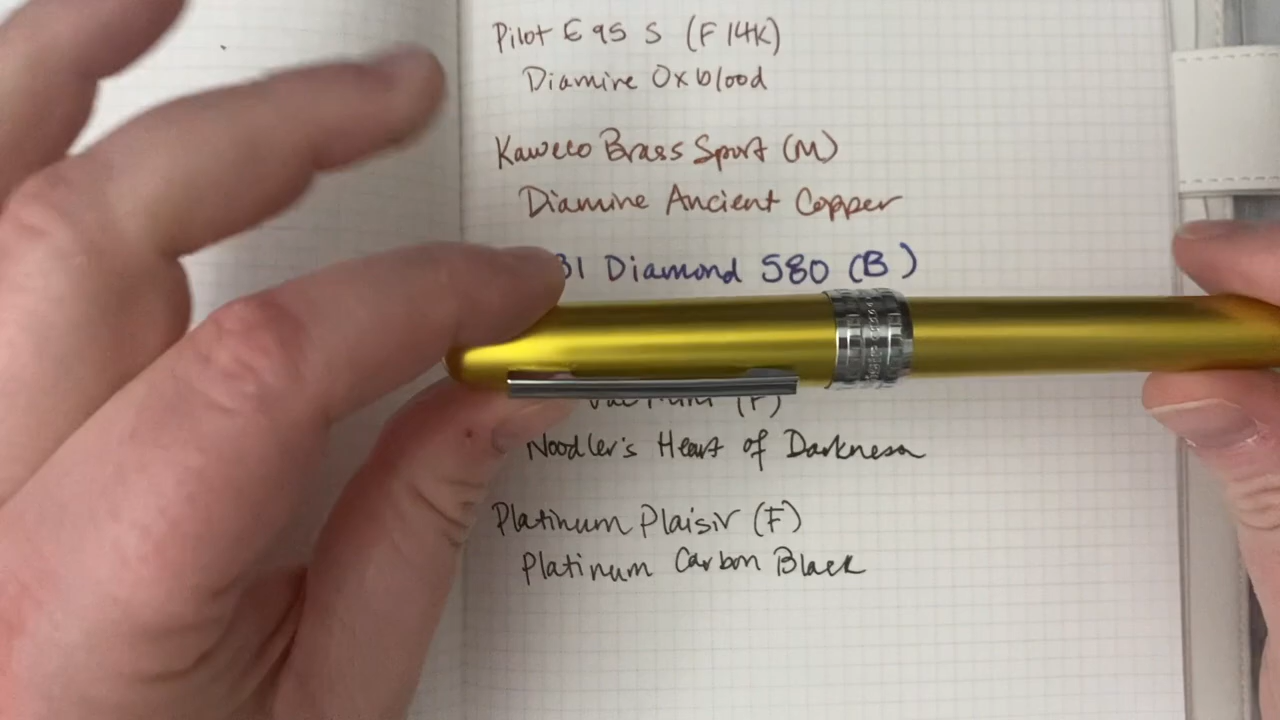 Pilot E 95 S (F 14K)
Diamine Oxblood
Kaweco Brass Sport (M)
Diamine Ancient Copper
Diamond 580 (B)
(F)
Noodler's Heart of Darkness
Platinum Plaisir (F)
Platinum Carbon Black